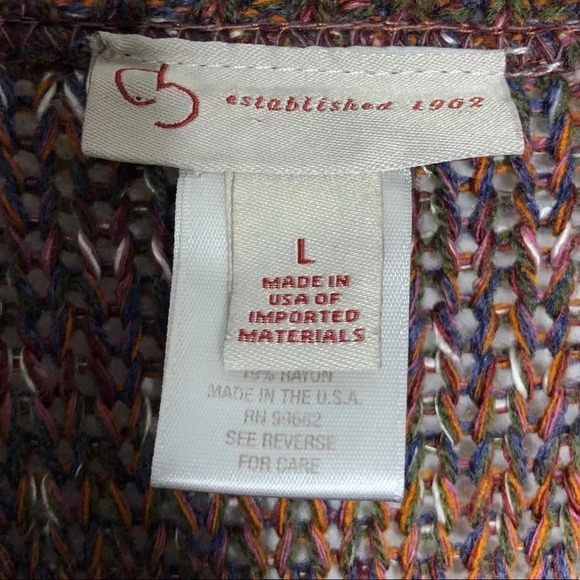 established 1962
L
MADE IN
USA OF
IMPORTED
MATERIALS
RAYON
MADE IN THE U.S.A.
RN 99662
SEE REVERSE
FOR CARE